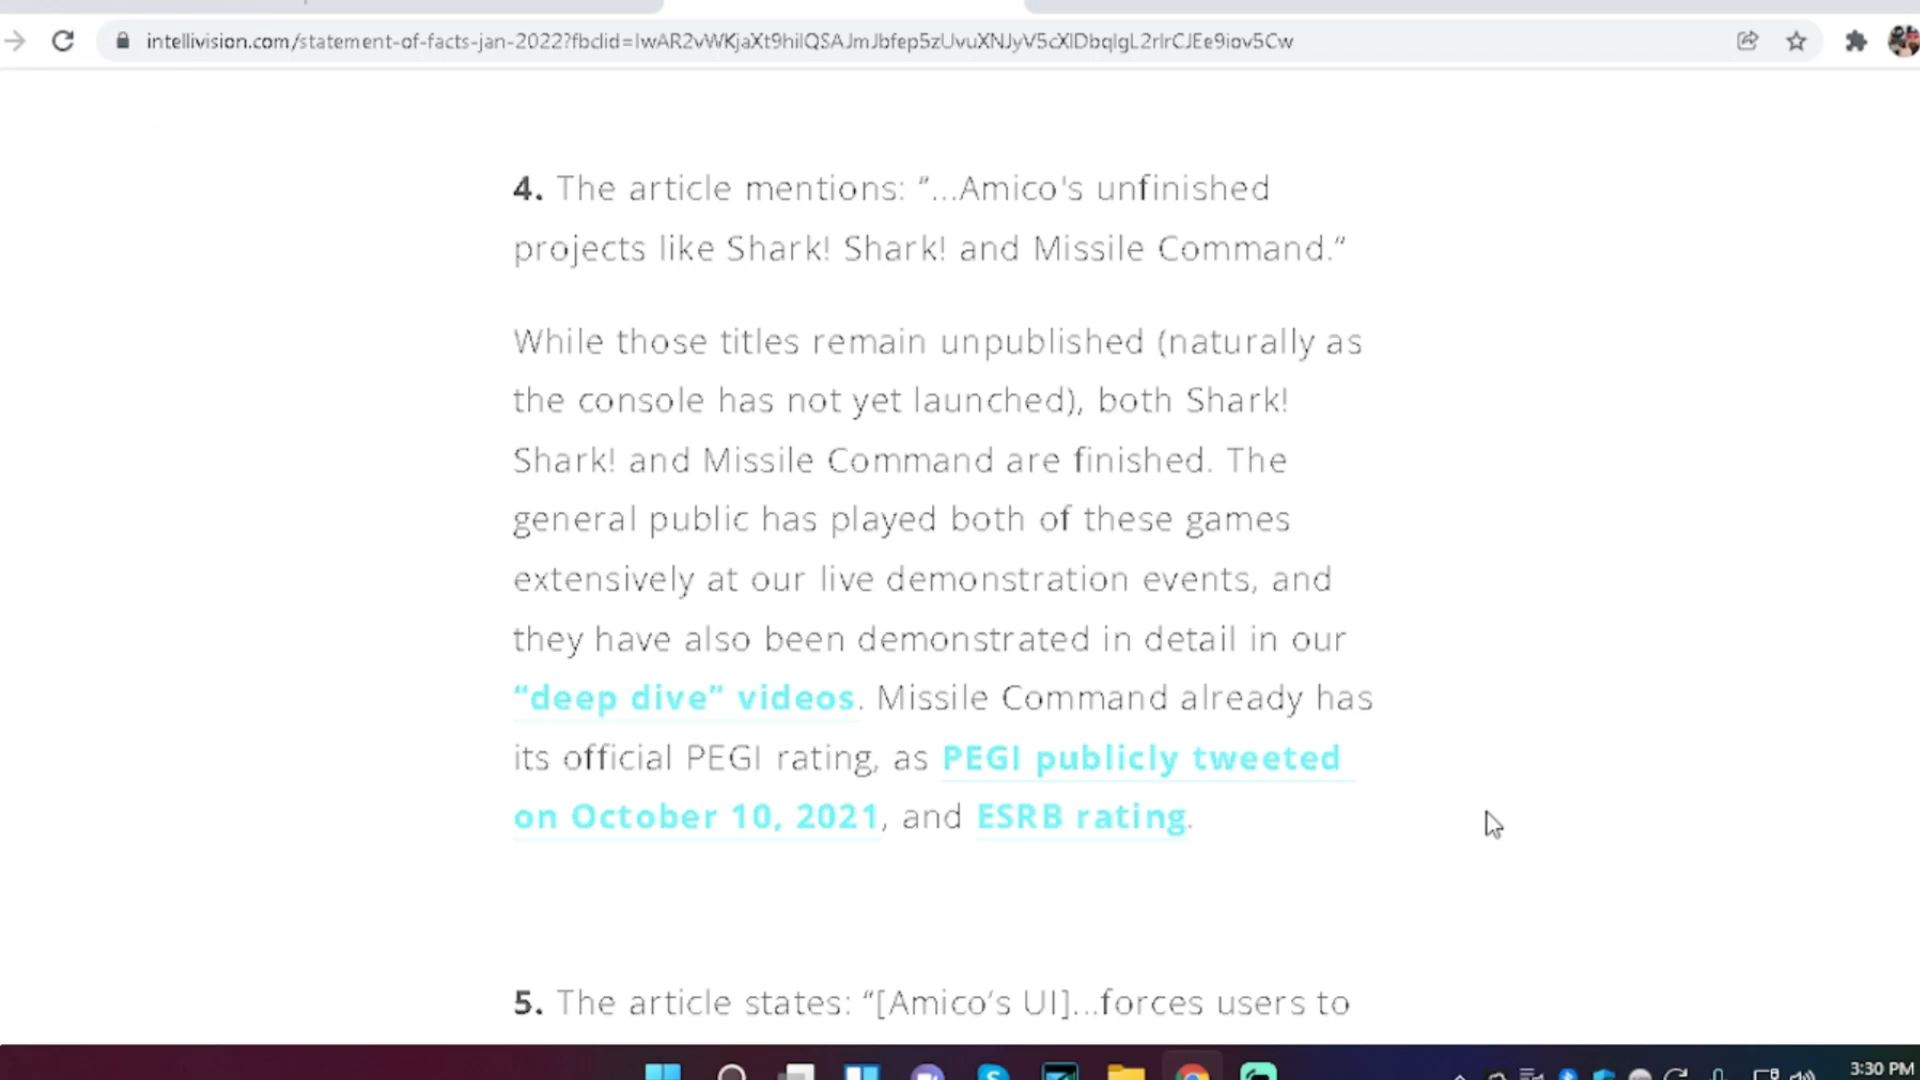 intellivision.com/statement-of-facts-jan-2022?fbclid=IwAR2vWKjaXt9hiIQSAJmJbfep5zUvuXNJyV5cXlDbqIgL2rIrCJEe9iov5Cw
4. The article mentions: “...Amico's unfinished
projects like Shark! Shark! and Missile Command.”
While those titles remain unpublished (naturally as
the console has not yet launched), both Shark!
Shark! and Missile Command are finished. The
general public has played both of these games
extensively at our live demonstration events, and
they have also been demonstrated in detail in our
“deep dive” videos. Missile Command already has
its official PEGI rating, as PEGI publicly tweeted
on October 10, 2021, and ESRB rating.
5. The article states: “[Amico’s UI]...forces users to
3:30 PM